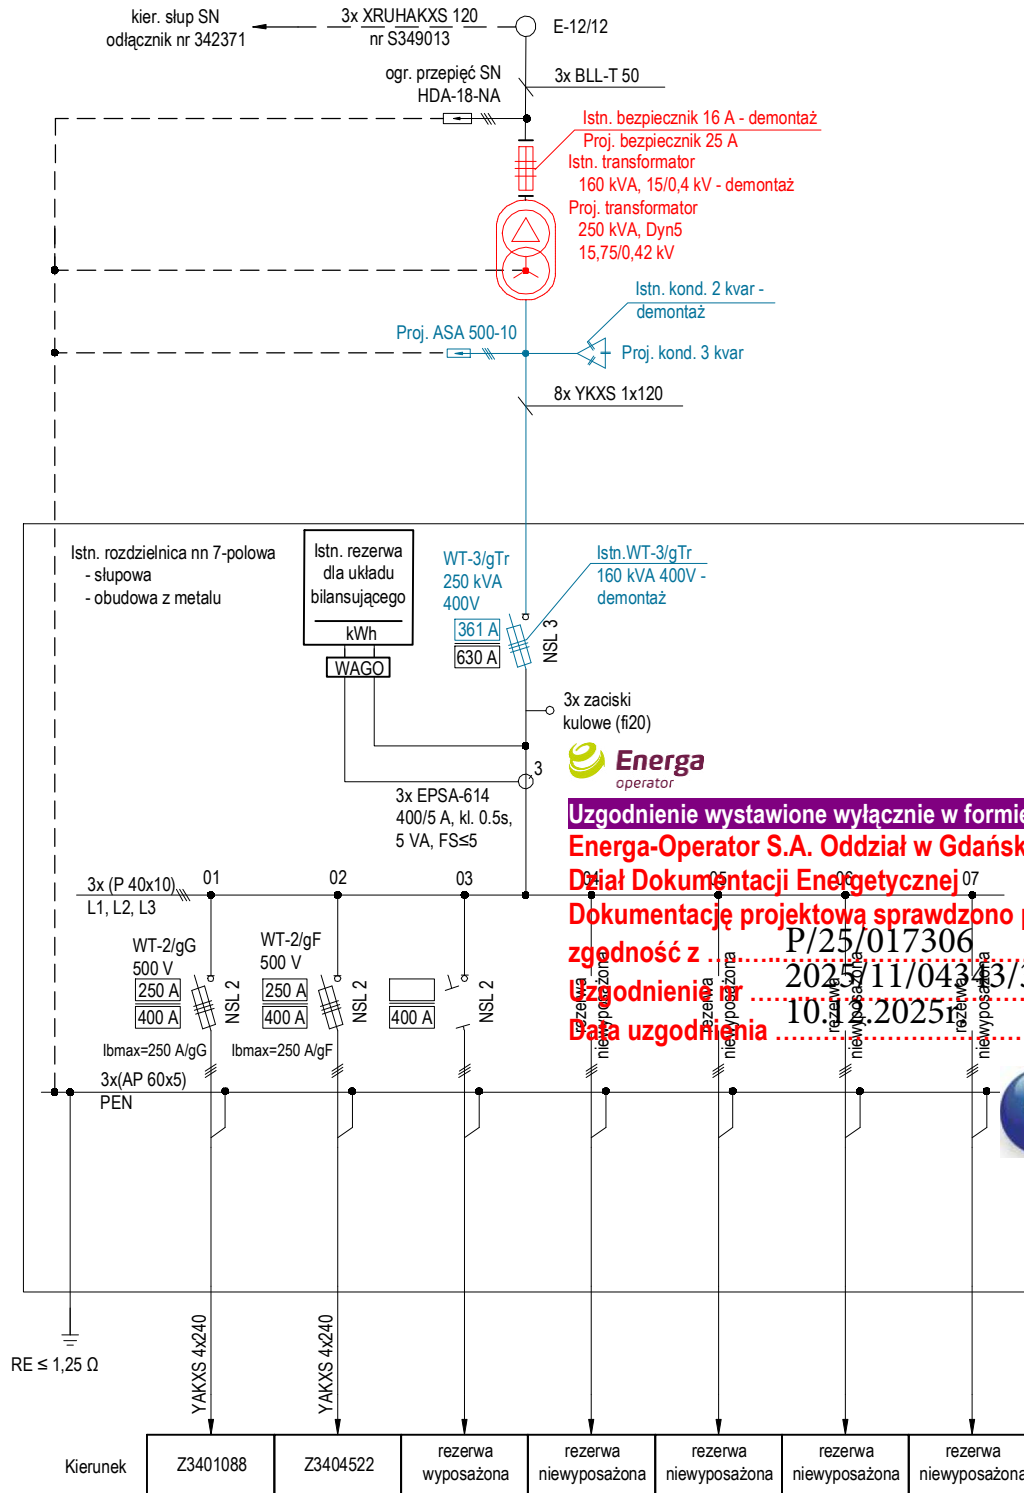 kier. słup SN
odłącznik nr 342371
3x XRUHAKXS 120
nr S349013
E-12/12
ogr. przepięć SN
HDA-18-NA
3x BLL-T 50
Istn. bezpiecznik 16 A - demontaż
Proj. bezpiecznik 25 A
Istn. transformator
160 kVA, 15/0,4 kV - demontaż
Proj. transformator
250 kVA, Dyn5
15,75/0,42 kV
Istn. kond. 2 kvar -
demontaż
Proj. ASA 500-10
Proj. kond. 3 kvar
8x YKXS 1x120
Istn. rozdzielnica nn 7-polowa
- słupowa
- obudowa z metalu
Istn. rezerwa
dla układu
bilansującego
kWh
WAGO
WT-3/gTr
250 kVA
400V
361 A
630 A
NSL 3
Istn.WT-3/gTr
160 kVA 400V -
demontaż
3x zaciski
kulowe (fi20)
3
3x EPSA-614
400/5 A, kl. 0.5s,
5 VA, FS≤5
Energa
operator
Uzgodnienie wystawione wyłącznie w formie
Energa-Operator S.A. Oddział w Gdańsk
Dział Dokumentacji Energetycznej
Dokumentację projektową sprawdzono p
zgodność z .......... P/25/017306
Uzgodnienie nr .......... 2025/11/04343/3
Data uzgodnienia .......... 10.12.2025r
3x (P 40x10)
L1, L2, L3
01
02
03
04
05
06
07
WT-2/gG
500 V
250 A
400 A
NSL 2
Ibmax=250 A/gG
WT-2/gF
500 V
250 A
400 A
NSL 2
Ibmax=250 A/gF
400 A
NSL 2
rezerwa
niewyposażona
rezerwa
niewyposażona
rezerwa
niewyposażona
rezerwa
niewyposażona
3x(AP 60x5)
PEN
RE ≤ 1,25 Ω
YAKXS 4x240
YAKXS 4x240
Kierunek
Z3401088
Z3404522
rezerwa
wyposażona
rezerwa
niewyposażona
rezerwa
niewyposażona
rezerwa
niewyposażona
rezerwa
niewyposażona